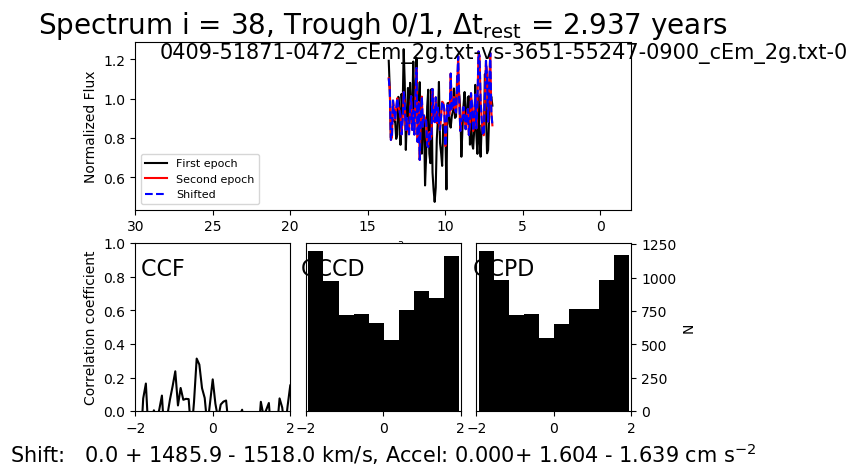 Spectrum i = 38, Trough 0/1, Δt_rest = 2.937 years
0409-51871-0472_cEm_2g.txt-vs-3651-55247-0900_cEm_2g.txt-0
Normalized Flux
1.2
1.0
0.8
0.6
First epoch
Second epoch
Shifted
30 25 20 15 10 5 0
Correlation coefficient
1.0
0.8
0.6
0.4
0.2
0.0
CCF
CCCD
CCPD
1250
1000
750
500
250
0
N
−2 0 2
−2 0 2
−2 0 2
Shift: 0.0 + 1485.9 - 1518.0 km/s, Accel: 0.000+ 1.604 - 1.639 cm s⁻²